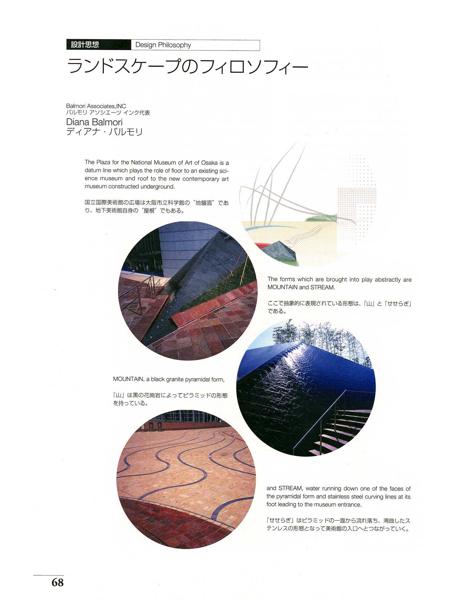 設計思想
Design Philosophy
ランドスケープのフィロソフィー
Balmori Associates,INC
バルモリ アソシエーツ インク代表
Diana Balmori
ディアナ・バルモリ
The Plaza for the National Museum of Art of Osaka is a
datum line which plays the role of floor to an existing sci-
ence museum and roof to the new contemporary art
museum constructed underground.
国立国際美術館の広場は大阪市立科学館の“地盤面”であ
り、地下美術館自身の“屋根”でもある。
The forms which are brought into play abstractly are
MOUNTAIN and STREAM.
ここで抽象的に表現されている形態は、「山」と「せせらぎ」
である。
MOUNTAIN, a black granite pyramidal form,
「山」は黒の花崗岩によってピラミッドの形態
を持っている。
and STREAM, water running down one of the faces of
the pyramidal form and stainless steel curving lines at its
foot leading to the museum entrance.
「せせらぎ」はピラミッドの一面から流れ落ち、湾曲したス
テンレスの形態となって美術館の入口へとつながっていく。
68